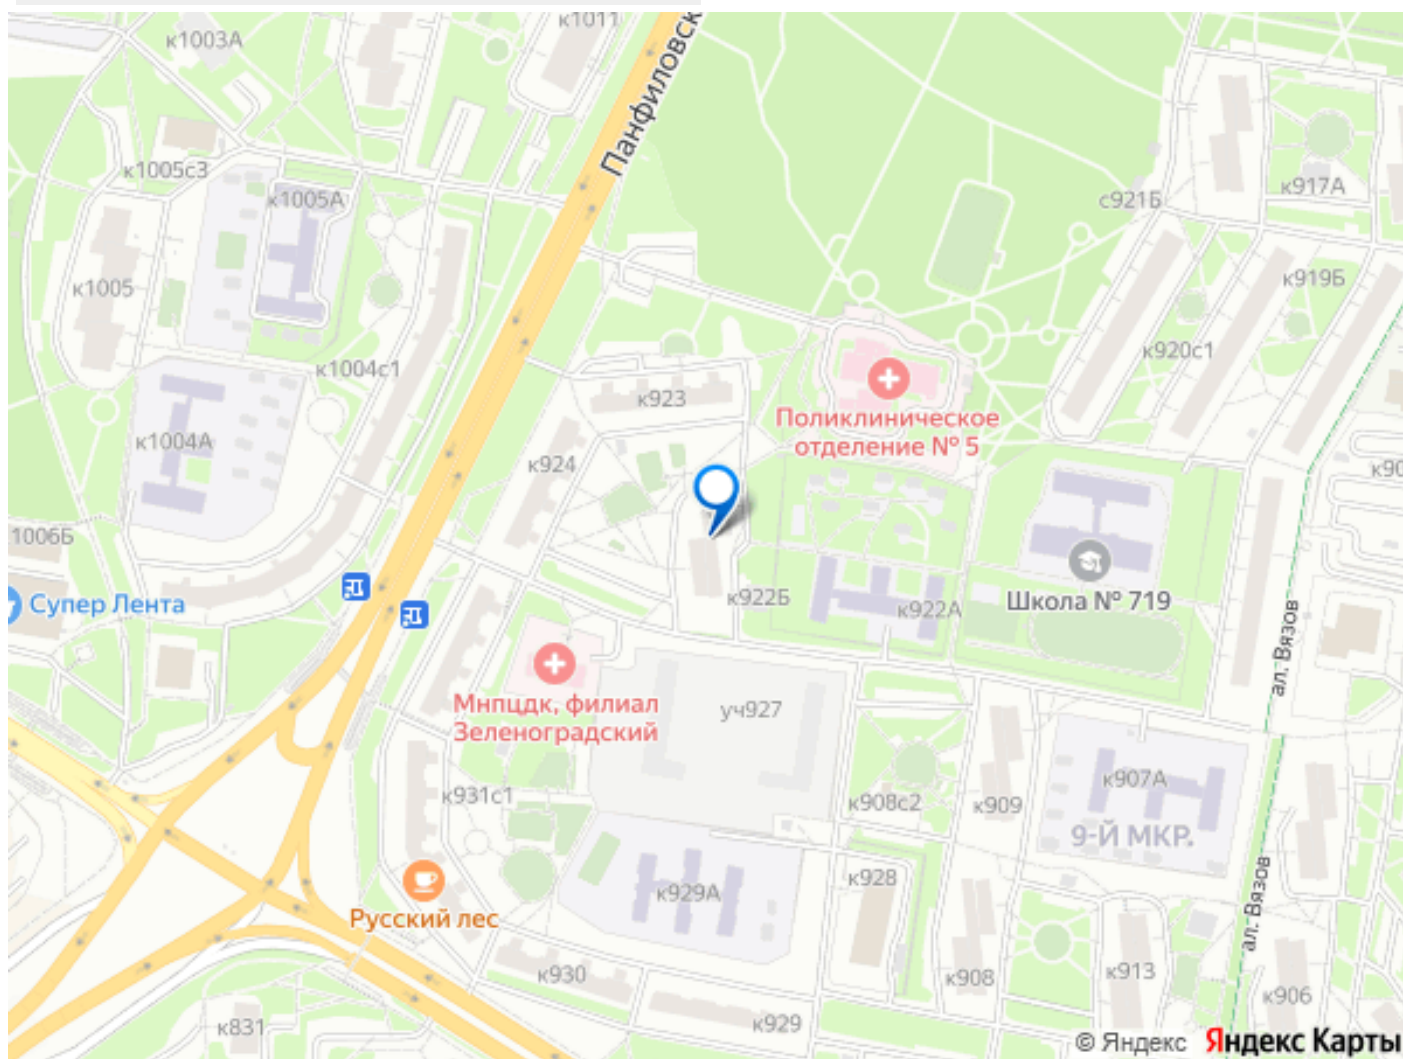 к1003А
к1011
Панфиловск
к1005с3
к1005А
к917А
с921Б
к1005
к919Б
к1004с1
к920с1
к923
Поликлиническое
отделение № 5
к1004А
к924
к90
1006Б
Супер Лента
к922Б
к922А
Школа № 719
ал. Вязов
Мнпцдк, филиал
Зеленоградский
уч927
к931с1
к908с2
к909
к907А
9-Й МКР.
к928
к929А
Русский лес
ал. Вязов
к930
к908
к913
к906
к831
к929
© Яндекс Яндекс Карты